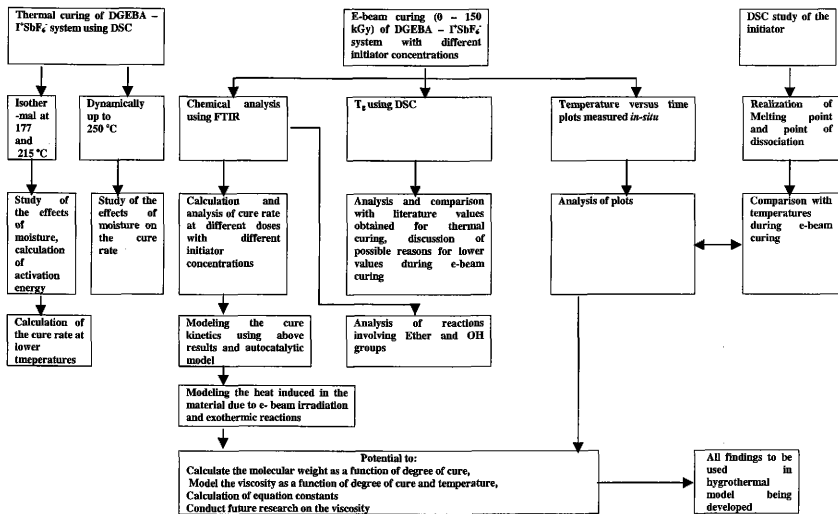 Thermal curing of DGEBA –
I⁺SbF₆⁻ system using DSC
E-beam curing (0 – 150
kGy) of DGEBA – I⁺SbF₆⁻
system with different
initiator concentrations
DSC study of the
initiator
Isother
-mal at
177
and
215 °C
Dynamically
up to
250 °C
Chemical analysis
using FTIR
Tg using DSC
Temperature versus time
plots measured in-situ
Realization of
Melting point
and point of
dissociation
Study of
the effects
of
moisture,
calculation
of
activation
energy
Study of the
effects of
moisture on
the cure
rate
Calculation and
analysis of cure rate
at different doses
with different
initiator
concentrations
Analysis and comparison
with literature values
obtained for thermal
curing, discussion of
possible reasons for lower
values during e-beam
curing
Analysis of plots
Comparison with
temperatures
during e-beam
curing
Calculation of
the cure rate at
lower
tmeperatures
Modeling the cure
kinetics using above
results and autocatalytic
model
Analysis of reactions
involving Ether and OH
groups
Modeling the heat induced in the
material due to e- beam irradiation
and exothermic reactions
Potential to:
Calculate the molecular weight as a function of degree of cure,
Model the viscosity as a function of degree of cure and temperature,
Calculation of equation constants
Conduct future research on the viscosity
All findings to be
used in
hygrothermal
model being
developed